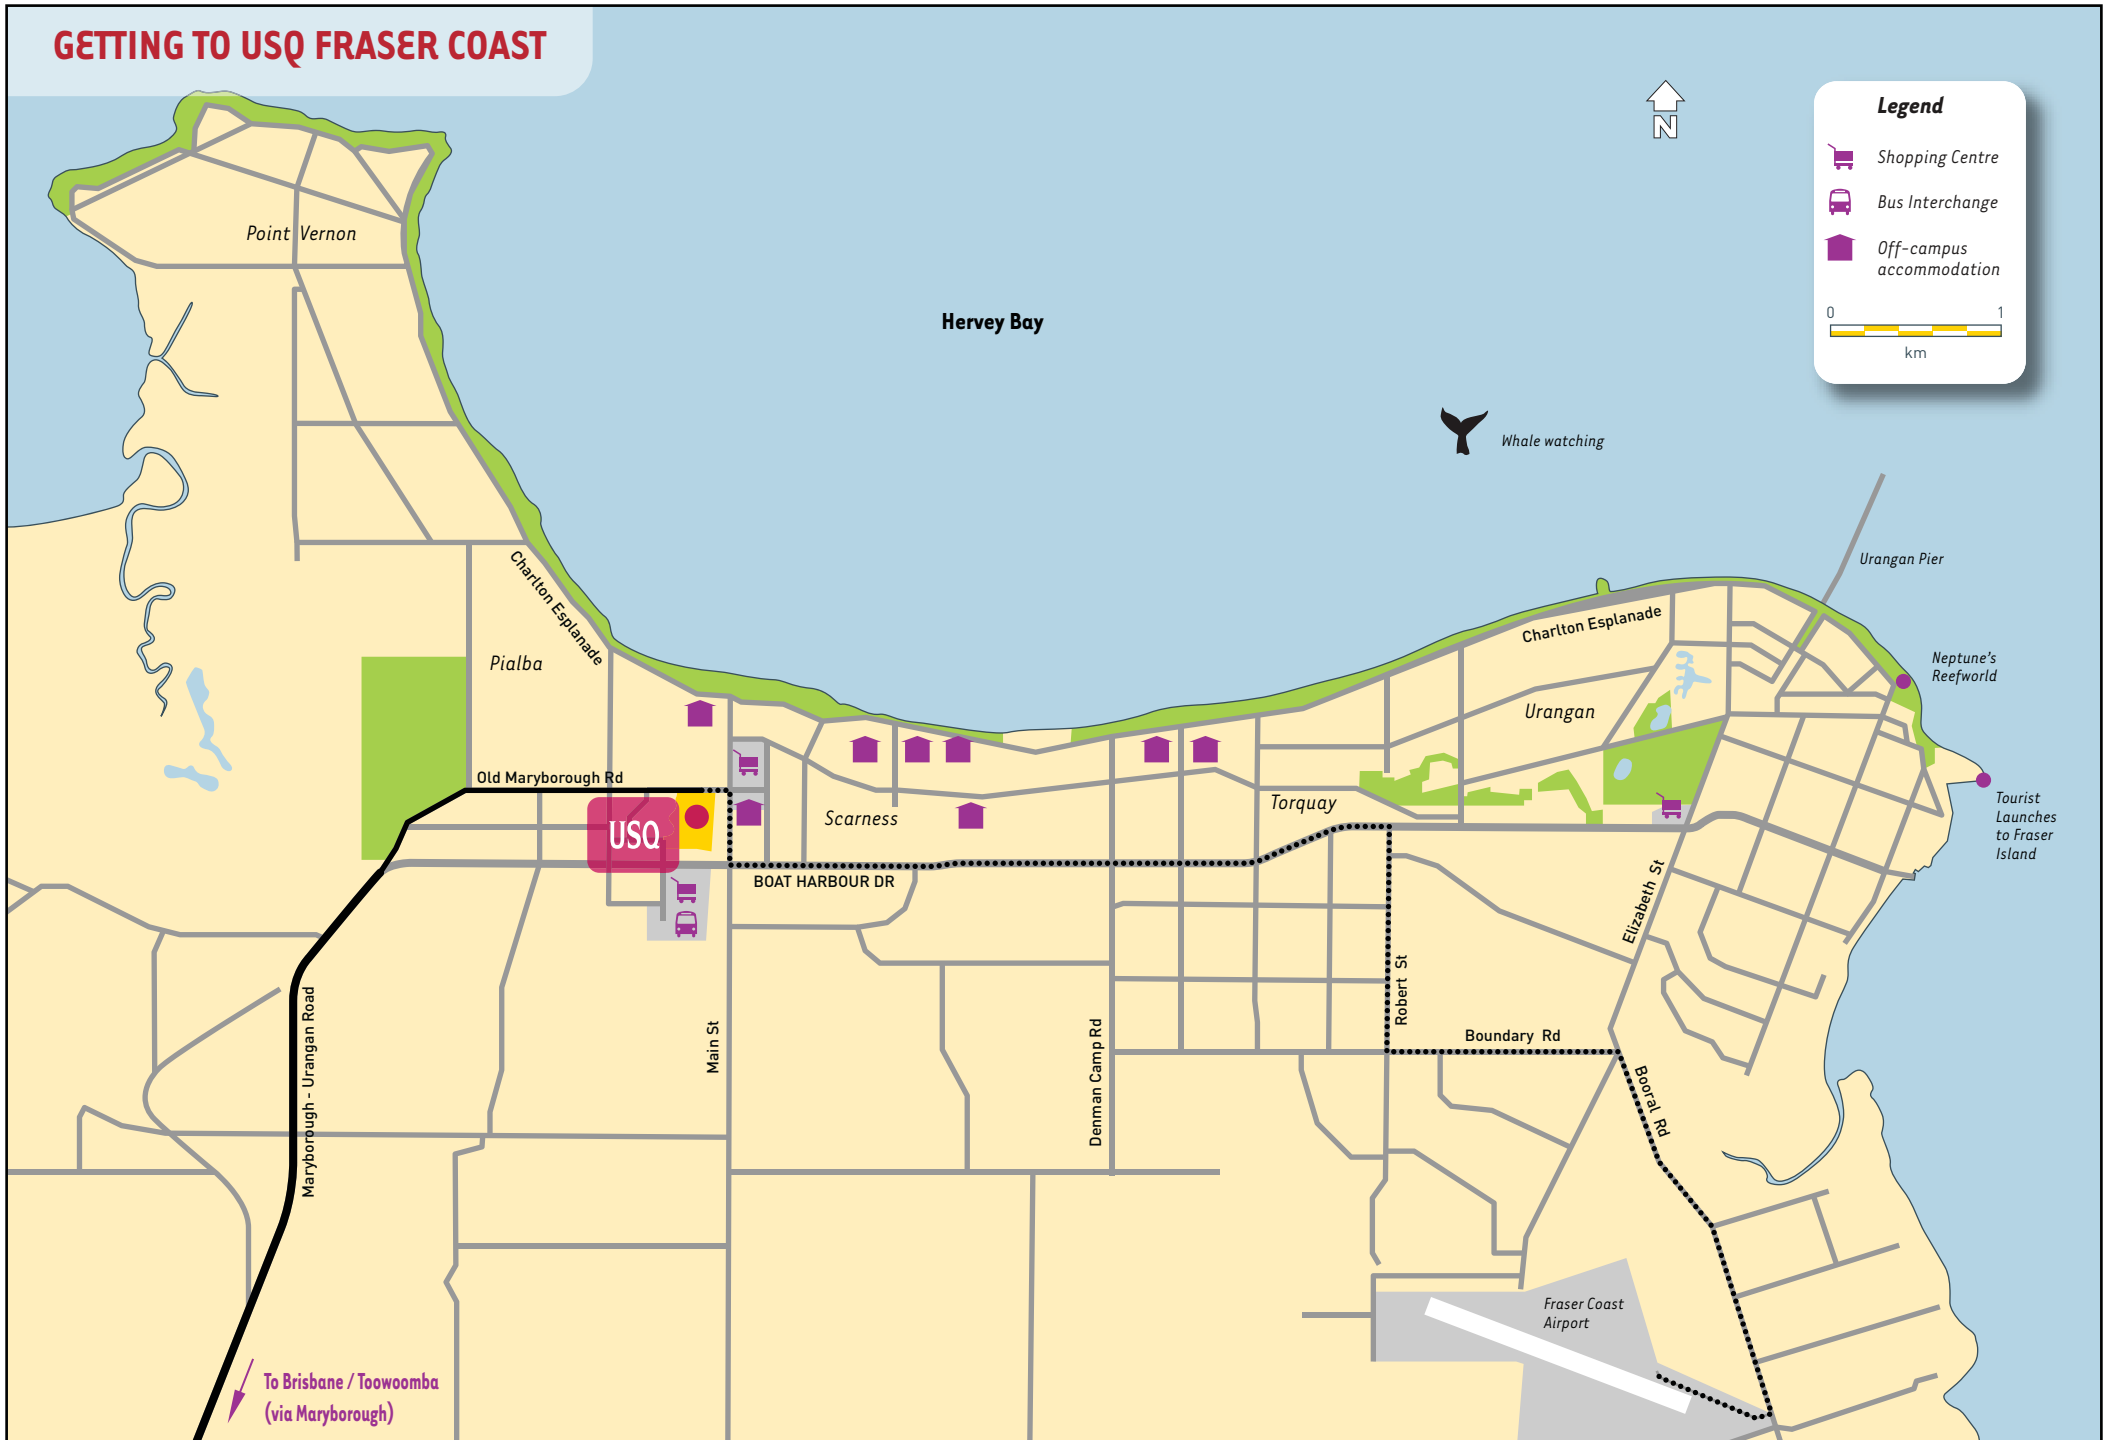 GETTING TO USQ FRASER COAST
N
Legend
Shopping Centre
Bus Interchange
Off-campus
accommodation
0 1
km
Point Vernon
Hervey Bay
Whale watching
Urangan Pier
Charlton Esplanade
Charlton Esplanade
Neptune's
Reefworld
Pialba
Urangan
Old Maryborough Rd
Tourist
Launches
to Fraser
Island
Torquay
Scarness
USQ
BOAT HARBOUR DR
Elizabeth St
Robert St
Maryborough - Urangan Road
Main St
Denman Camp Rd
Boundary Rd
Booral Rd
Fraser Coast
Airport
To Brisbane / Toowoomba
(via Maryborough)